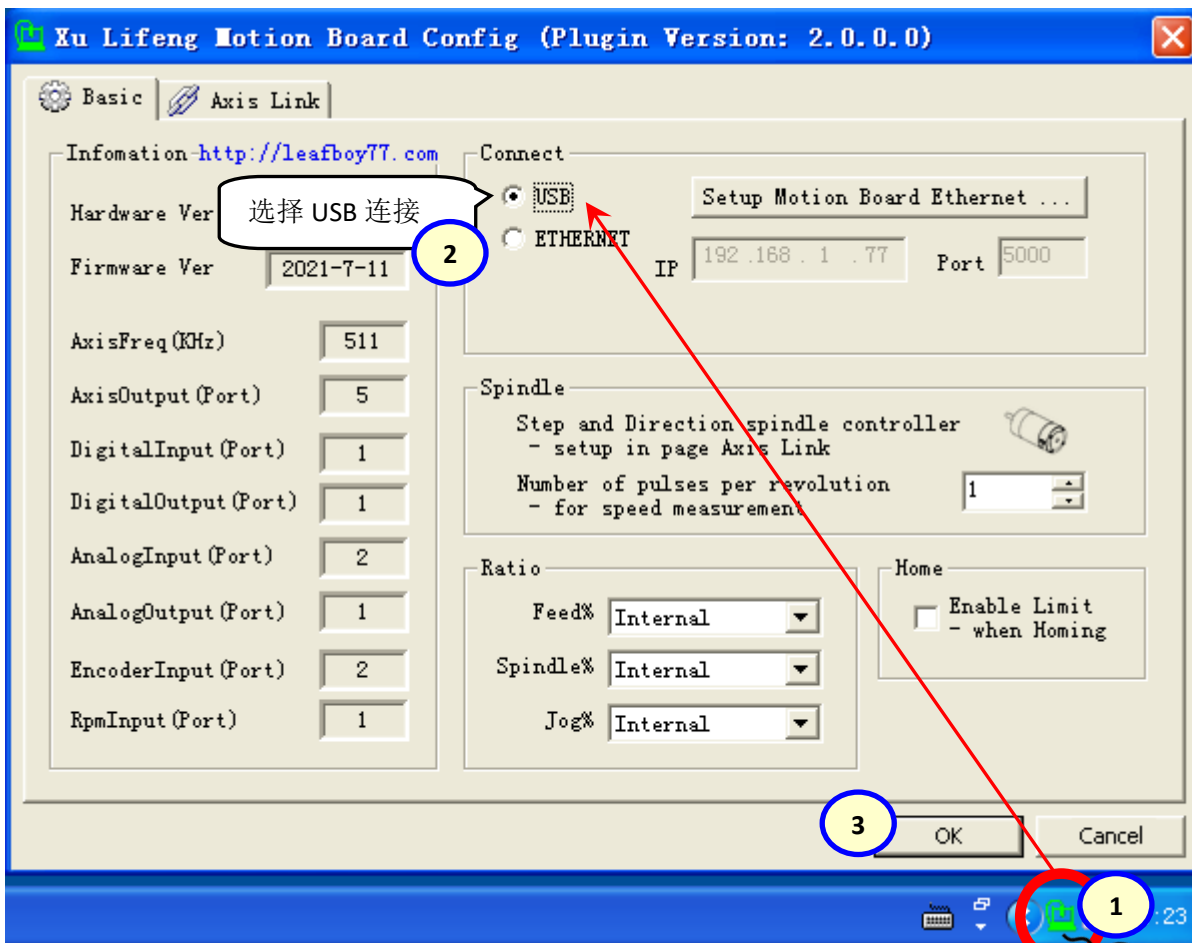 Xu Lifeng Motion Board Config (Plugin Version: 2.0.0.0)
Basic
Axis Link
Infomation-http://leafboy77.com
Hardware Ver
选择 USB 连接
2
Firmware Ver
2021-7-11
AxisFreq(KHz)
511
AxisOutput(Port)
5
DigitalInput(Port)
1
DigitalOutput(Port)
1
AnalogInput(Port)
2
AnalogOutput(Port)
1
EncoderInput(Port)
2
RpmInput(Port)
1
Connect
USB
Setup Motion Board Ethernet ...
ETHERNET
IP
192 .168 . 1 . 77
Port
5000
Spindle
Step and Direction spindle controller
- setup in page Axis Link
Number of pulses per revolution
- for speed measurement
1
Ratio
Feed%
Internal
Spindle%
Internal
Jog%
Internal
Home
Enable Limit
- when Homing
3
OK
Cancel
1
:23